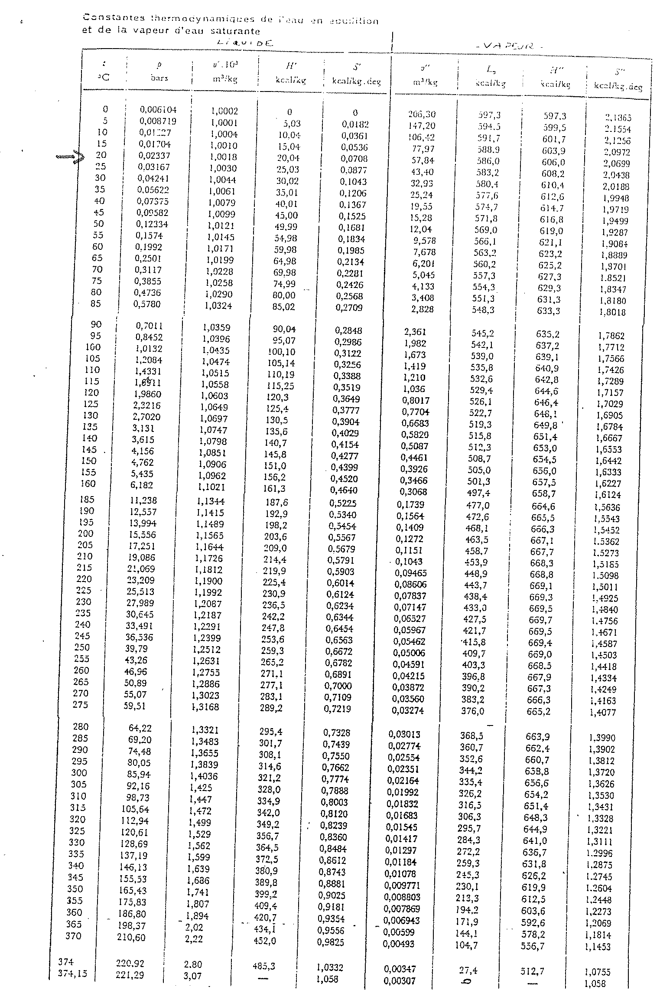 Constantes thermodynamiques de l'eau en ébullition
et de la vapeur d'eau saturante
LIQUIDE - VAPEUR -
t p v'.10³ H' S' v'' L H'' S''
°C bars m³/kg kcal/kg kcal/kg.deg m³/kg kcal/kg kcal/kg kcal/kg.deg
0 0,006104 1,0002 0 0 206,30 597,3 597,3 2,1863
5 0,008719 1,0001 5,03 0,0182 147,20 594,5 599,5 2,1554
10 0,01227 1,0004 10,04 0,0361 106,42 591,7 601,7 2,1256
15 0,01704 1,0010 15,04 0,0536 77,97 588,9 603,9 2,0972
→ 20 0,02337 1,0018 20,04 0,0708 57,84 586,0 606,0 2,0699
25 0,03167 1,0030 25,03 0,0877 43,40 583,2 608,2 2,0438
30 0,04241 1,0044 30,02 0,1043 32,93 580,4 610,4 2,0188
35 0,05622 1,0061 35,01 0,1206 25,24 577,6 612,6 1,9948
40 0,07375 1,0079 40,01 0,1367 19,55 574,7 614,7 1,9719
45 0,09582 1,0099 45,00 0,1525 15,28 571,8 616,8 1,9499
50 0,12334 1,0121 49,99 0,1681 12,04 569,0 619,0 1,9287
55 0,1574 1,0145 54,98 0,1834 9,578 566,1 621,1 1,9084
60 0,1992 1,0171 59,98 0,1985 7,678 563,2 623,2 1,8889
65 0,2501 1,0199 64,98 0,2134 6,201 560,2 625,2 1,8701
70 0,3117 1,0228 69,98 0,2281 5,045 557,3 627,3 1.8521
75 0,3855 1,0258 74,99 0,2426 4,133 554,3 629,3 1,8347
80 0,4736 1,0290 80,00 0,2568 3,408 551,3 631,3 1,8180
85 0,5780 1,0324 85,02 0,2709 2,828 548,3 633,3 1,8018
90 0,7011 1,0359 90,04 0,2848 2,361 545,2 635,2 1,7862
95 0,8452 1,0396 95,07 0,2986 1,982 542,1 637,2 1,7712
100 1,0132 1,0435 100,10 0,3122 1,673 539,0 639,1 1,7566
105 1,2084 1,0474 105,14 0,3256 1,419 535,8 640,9 1,7426
110 1,4331 1,0515 110,19 0,3388 1,210 532,6 642,8 1,7289
115 1,0558 115,25 0,3519 1,036 529,4 644,6 1,7157
120 1,9860 1,0603 120,3 0,3649 0,8017 526,1 646,4 1,7029
125 2,3216 1,0649 125,4 0,3777 0,7704 522,7 648,1 1,6905
130 2,7020 1,0697 130,5 0,3904 0,6683 519,3 649,8 1,6784
135 3,131 1,0747 135,6 0,4029 0,5820 515,8 651,4 1,6667
140 3,615 1,0798 140,7 0,4154 0,5087 512,3 653,0 1,6553
145 4,156 1,0851 145,8 0,4277 0,4461 508,7 654,5 1,6442
150 4,762 1,0906 151,0 0,4399 0,3926 505,0 656,0 1,6333
155 5,435 1,0962 156,2 0,4520 0,3466 501,3 657,5 1,6227
160 6,182 1,1021 161,3 0,4640 0,3068 497,4 658,7 1,6124
185 11,238 1,1344 187,6 0,5225 0,1739 477,0 664,6 1,5636
190 12,557 1,1415 192,9 0,5340 0,1564 472,6 665,5 1,5543
195 13,994 1,1489 198,2 0,5454 0,1409 468,1 666,3 1,5452
200 15,556 1,1565 203,6 0,5567 0,1272 463,5 667,1 1.5362
205 17,251 1,1644 209,0 0,5679 0,1151 458,7 667,7 1.5273
210 19,086 1,1726 214,4 0,5791 0,1043 453,9 668,3 1,5185
215 21,069 1,1812 219,9 0,5903 0,09465 448,9 668,8 1.5098
220 23,209 1,1900 225,4 0,6014 0,08606 443,7 669,1 1,5011
225 25,513 1,1992 230,9 0,6124 0,07837 438,4 669,3 1,4925
230 27,989 1,2087 236,5 0,6234 0,07147 433,0 669,5 1,4840
235 30,645 1,2187 242,2 0,6344 0,06527 427,5 669,7 1,4756
240 33,491 1,2291 247,8 0,6454 0,05967 421,7 669,5 1,4671
245 36,536 1,2399 253,6 0,6563 0,05462 415,8 669,4 1,4587
250 39,79 1,2512 259,3 0,6672 0,05006 409,7 669,0 1,4503
255 43,26 1,2631 265,2 0,6782 0,04591 403,3 668,5 1,4418
260 46,96 1,2755 271,1 0,6891 0,04215 396,8 667,9 1,4334
265 50,89 1,2886 277,1 0,7000 0,03872 390,2 667,3 1,4249
270 55,07 1,3023 283,1 0,7109 0,03560 383,2 666,3 1,4163
275 59,51 1,3168 289,2 0,7219 0,03274 376,0 665,2 1,4077
280 64,22 1,3321 295,4 0,7328 0,03013 368,5 663,9 1,3990
285 69,20 1,3483 301,7 0,7439 0,02774 360,7 662,4 1,3902
290 74,48 1,3655 308,1 0,7550 0,02554 352,6 660,7 1,3812
295 80,05 1,3839 314,6 0,7662 0,02351 344,2 658,8 1,3720
300 85,94 1,4036 321,2 0,7774 0,02164 335,4 656,6 1,3626
305 92,16 1,425 328,0 0,7888 0,01992 326,2 654,2 1,3530
310 98,73 1,447 334,9 0,8003 0,01832 316,5 651,4 1,3431
315 105,64 1,472 342,0 0,8120 0,01683 306,3 648,3 1,3328
320 112,94 1,499 349,2 0,8239 0,01545 295,7 644,9 1,3221
325 120,61 1,529 356,7 0,8360 0,01417 284,3 641,0 1,3111
330 128,69 1,562 364,5 0,8484 0,01297 272,2 636,7 1.2996
335 137,19 1,599 372,5 0,8612 0,01184 259,3 631,8 1.2875
340 146,13 1,639 380,9 0,8743 0,01078 245,3 626,2 1.2745
345 155,53 1,686 389,8 0,8881 0,009771 230,1 619,9 1.2604
350 165,43 1,741 399,2 0,9025 0,008803 213,3 612,5 1,2448
355 175,83 1,807 409,4 0,9181 0,007869 194,2 603,6 1,2273
360 186,80 1,894 420,7 0,9354 0,006943 171,9 592,6 1,2069
365 198,37 2,02 434,1 0,9556 0,00599 144,1 578,2 1,1814
370 210,60 2,22 452,0 0,9825 0,00493 104,7 556,7 1,1453
374 220.92 2.80 485,3 1,0332 0,00347 27,4 512,7 1,0755
374,15 221,29 3,07 — 1,058 0,00307 0 — 1,058